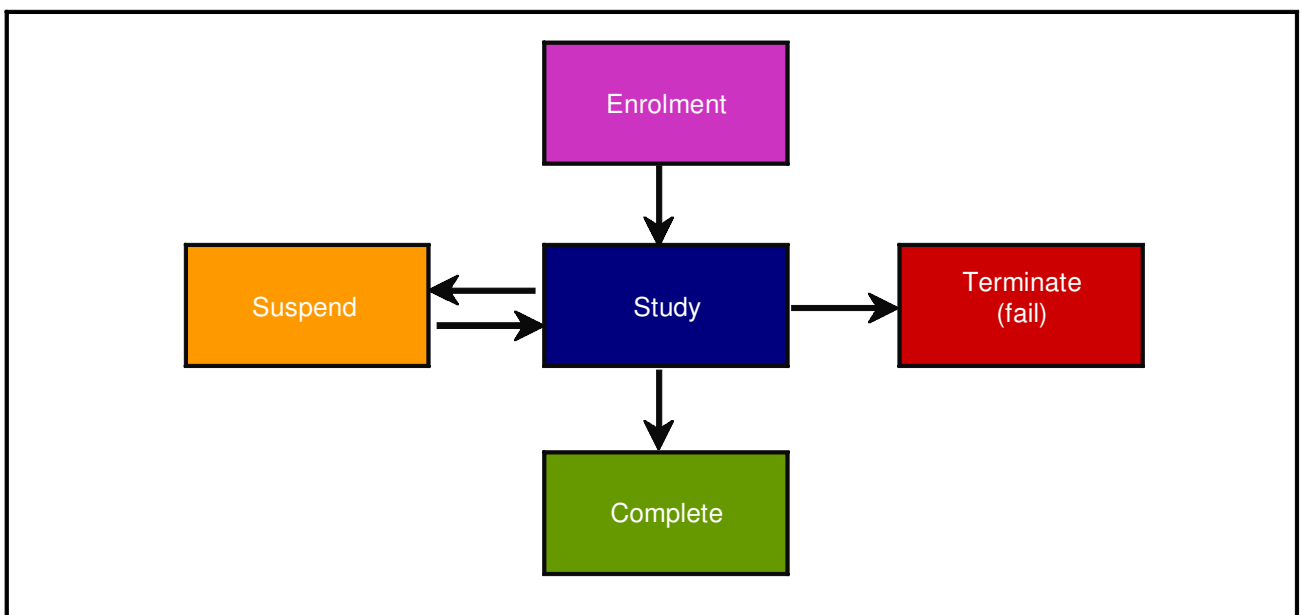 Enrolment
Suspend
Study
Terminate
(fail)
Complete